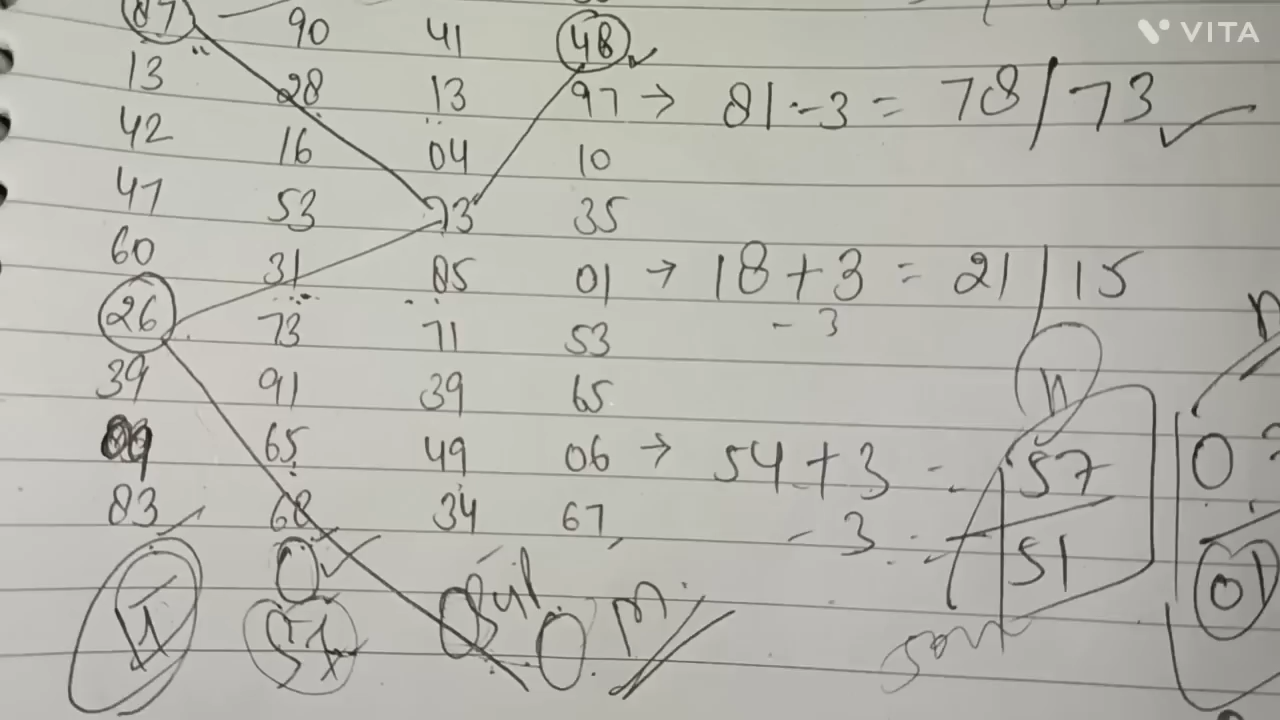 VITA
87 90 41 48
13 28 13 97 → 81 - 3 = 78 / 73
42 16 04 10
47 53 73 35
60 31 05 01 → 18 + 3 = 21 / 15
- 3
26 73 71 53
39 91 39 65
09 65 49 06 → 54 + 3 = 57
83 68 34 67 - 3 = 51
0
57
01